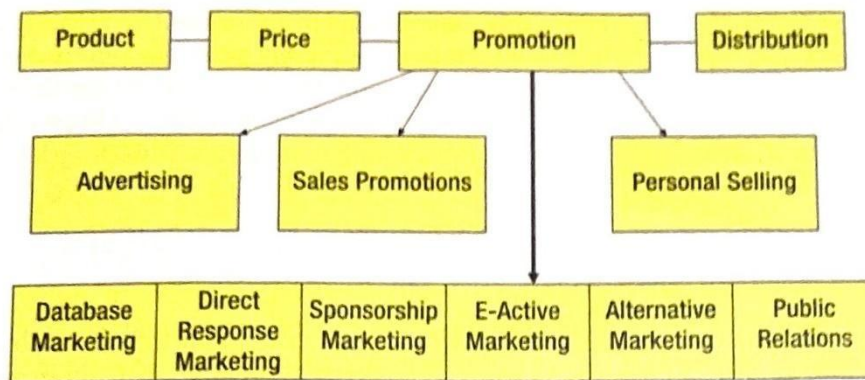 Product
Price
Promotion
Distribution
Advertising
Sales Promotions
Personal Selling
Database
Marketing
Direct
Response
Marketing
Sponsorship
Marketing
E-Active
Marketing
Alternative
Marketing
Public
Relations